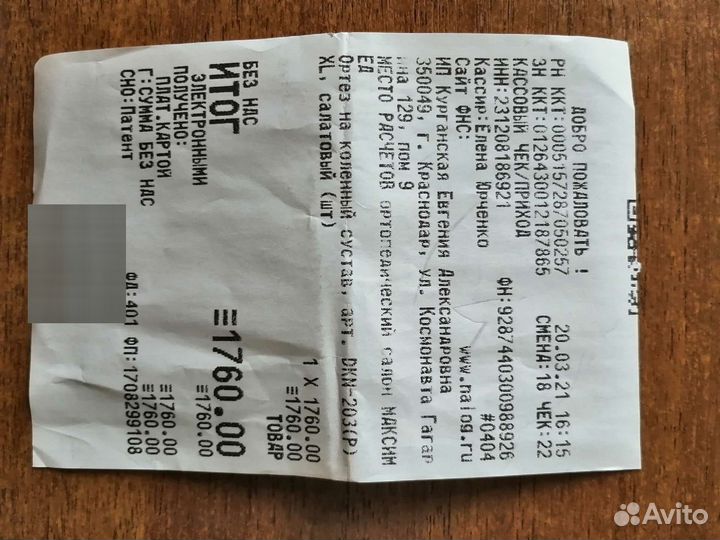 ДОБРО ПОЖАЛОВАТЬ !
РН ККТ:0005157287050257 20.03.21 16:15
ЗН ККТ:0126430012187865 СМЕНА:18 ЧЕК:22
КАССОВЫЙ ЧЕК/ПРИХОД
ИНН:231208186921 ФН:9287440300988926
Кассир:Елена Юрченко #0404
Сайт ФНС: www.nalog.ru
ИП Курганская Евгения Александровна
350049, г. Краснодар, ул. Космонавта Гагар
ина 129, пом 9
МЕСТО РАСЧЕТОВ ортопедический салон МАКСИМ
ЕД
Ортез на коленный сустав, арт. DKN-203(P)
XL, салатовый (шт)
1 X 1760.00
≡1760.00
ТОВАР
БЕЗ НДС
ИТОГ ≡1760.00
ЭЛЕКТРОННЫМИ ≡1760.00
ПОЛУЧЕНО:
ПЛАТ.КАРТОЙ ≡1760.00
Г:СУММА БЕЗ НДС ≡1760.00
СНО:Патент
ФД:401 ФП:1708299108
Avito